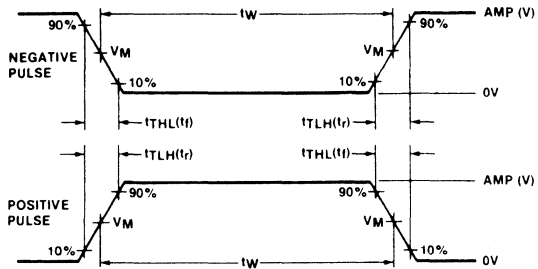 tW
AMP (V)
90%
90%
NEGATIVE
PULSE
VM
VM
10%
10%
0V
tTHL(tf)
tTLH(tr)
tTLH(tr)
tTHL(tf)
AMP (V)
90%
90%
POSITIVE
PULSE
VM
VM
10%
10%
0V
tW